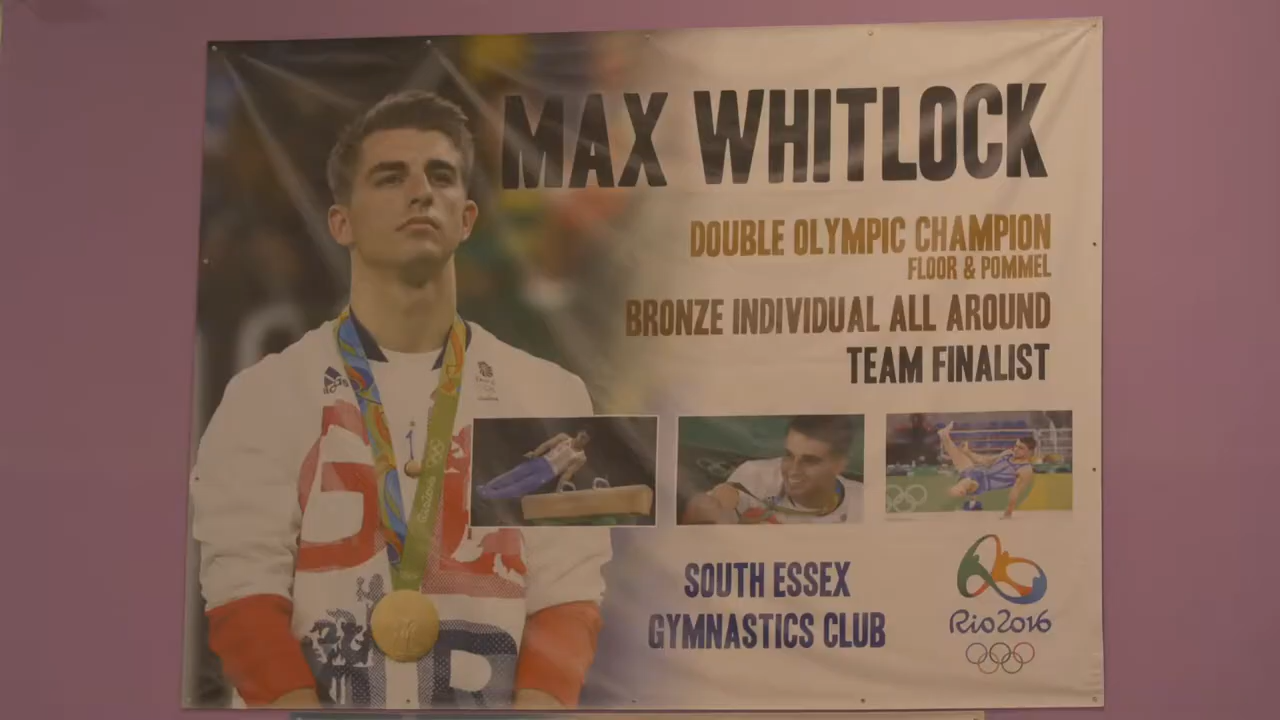 MAX WHITLOCK
DOUBLE OLYMPIC CHAMPION
FLOOR & POMMEL
BRONZE INDIVIDUAL ALL AROUND
TEAM FINALIST
SOUTH ESSEX
GYMNASTICS CLUB
Rio2016